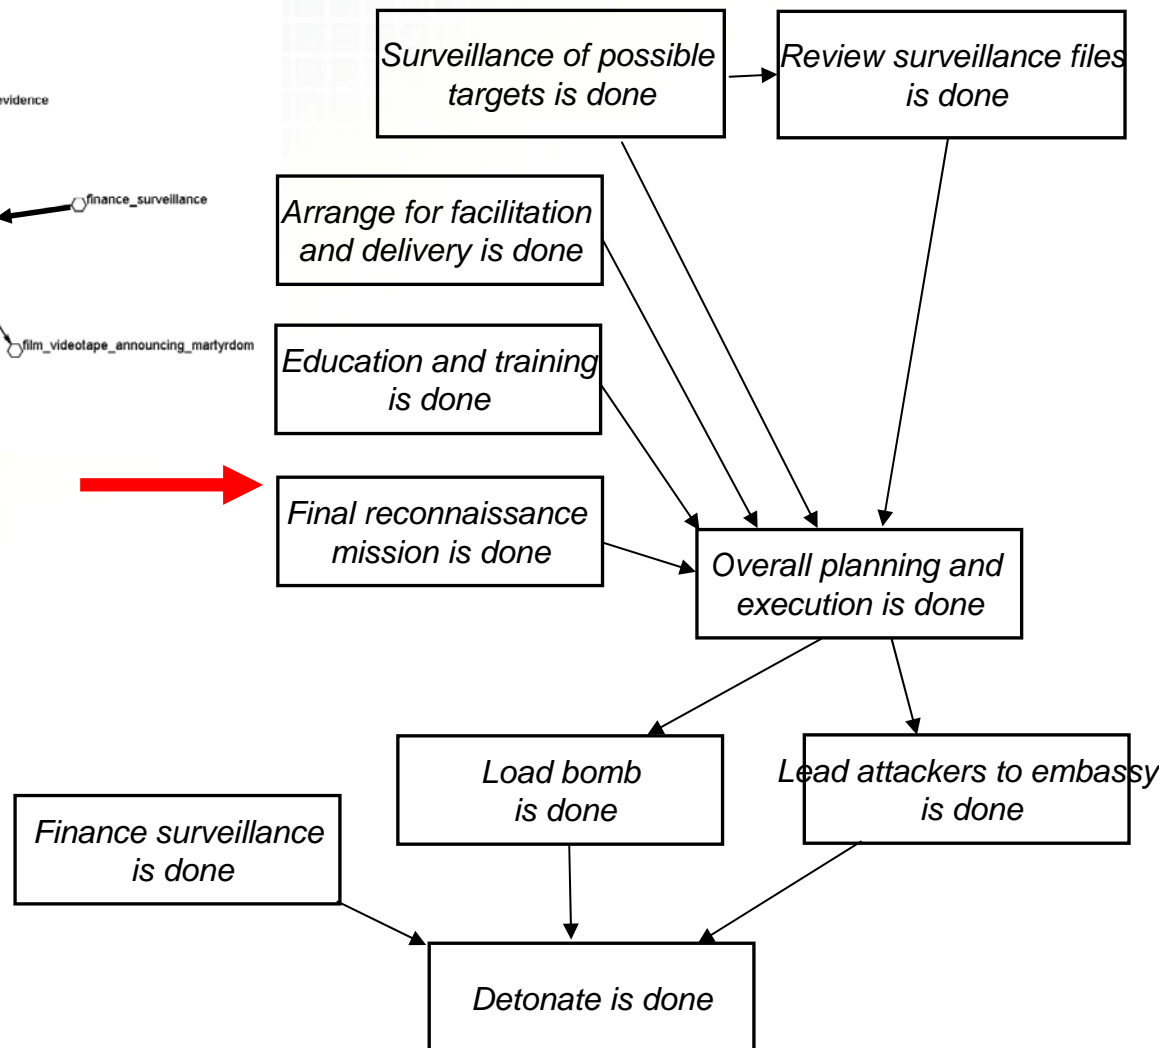 Surveillance of possible
targets is done
Review surveillance files
is done
evidence
finance_surveillance
Arrange for facilitation
and delivery is done
film_videotape_announcing_martyrdom
Education and training
is done
Final reconnaissance
mission is done
Overall planning and
execution is done
Load bomb
is done
Lead attackers to embassy
is done
Finance surveillance
is done
Detonate is done